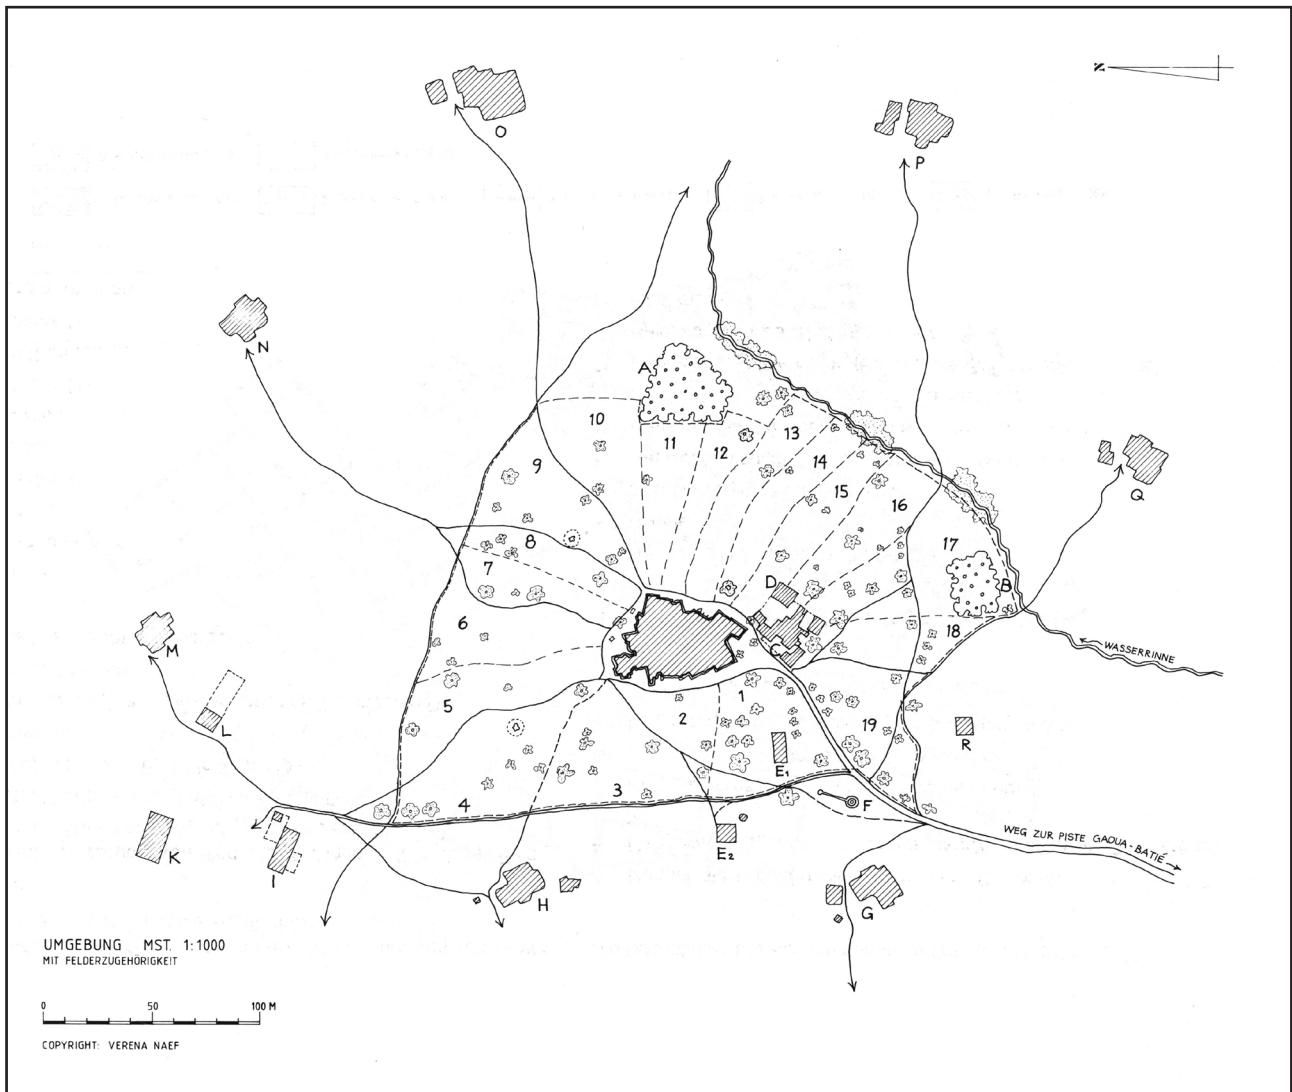 N
O
P
A
N
10
13
11
12
9
14
Q
15
16
8
17
7
D
B
6
18
M
C
WASSERRINNE
1
5
2
L
19
R
E1
3
4
F
WEG ZUR PISTE GAOUA-BATIÉ
E2
K
I
H
G
UMGEBUNG MST. 1:1000
MIT FELDERZUGEHÖRIGKEIT
0 50 100 M
COPYRIGHT: VERENA NAEF